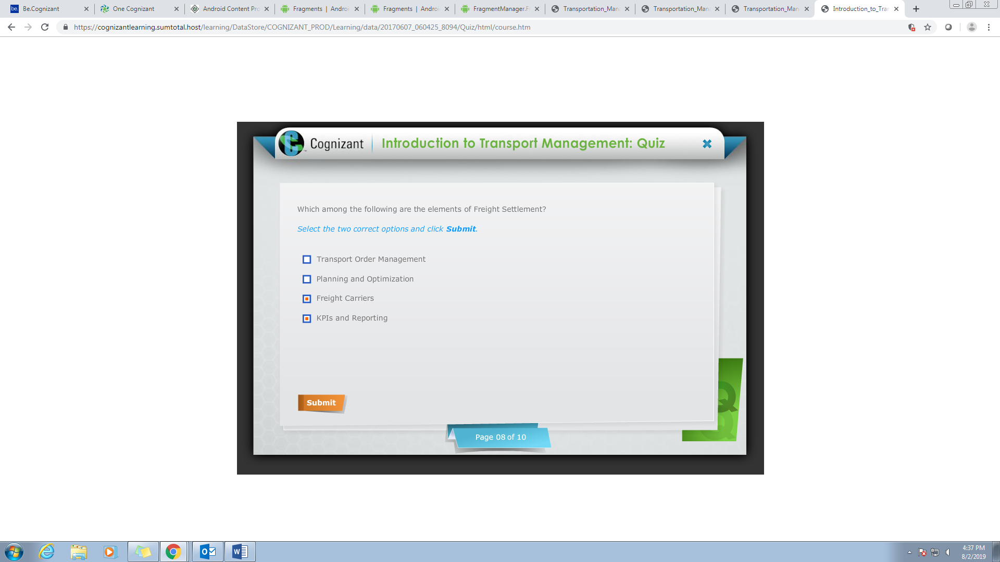 Be.Cognizant
One Cognizant
Android Content Pro
Fragments | Androi
Fragments | Androi
FragmentManager.F
Transportation_Man
Transportation_Man
Transportation_Man
Introduction_to_Tra
https://cognizantlearning.sumtotal.host/learning/DataStore/COGNIZANT_PROD/Learning/data/20170607_060425_8094/Quiz/html/course.htm
Cognizant
Introduction to Transport Management: Quiz
Which among the following are the elements of Freight Settlement?
Select the two correct options and click Submit.
Transport Order Management
Planning and Optimization
Freight Carriers
KPIs and Reporting
Submit
Page 08 of 10
4:37 PM
8/2/2019